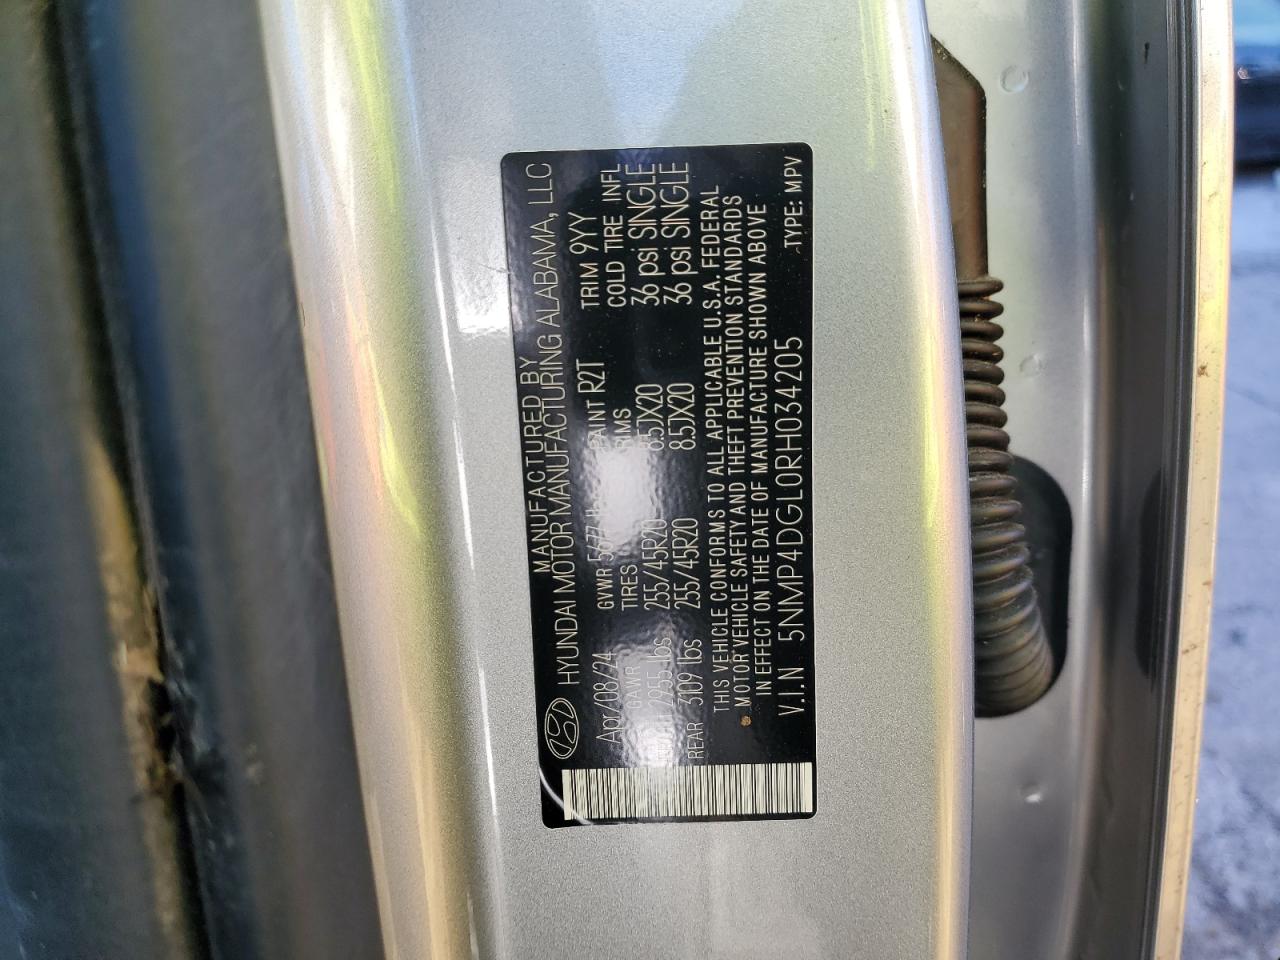 MANUFACTURED BY
HYUNDAI MOTOR MANUFACTURING ALABAMA, LLC
Apr/08/24 GVWR PAINT R2T TRIM 9YY
GAWR TIRES RIMS COLD TIRE INFL
2955 lbs 255/45R20 8.5JX20 36 psi SINGLE
REAR 3109 lbs 255/45R20 8.5JX20 36 psi SINGLE
THIS VEHICLE CONFORMS TO ALL APPLICABLE U.S.A. FEDERAL
MOTOR VEHICLE SAFETY AND THEFT PREVENTION STANDARDS
IN EFFECT ON THE DATE OF MANUFACTURE SHOWN ABOVE
V.I.N 5NMP4DGL0RH034205 TYPE: MPV